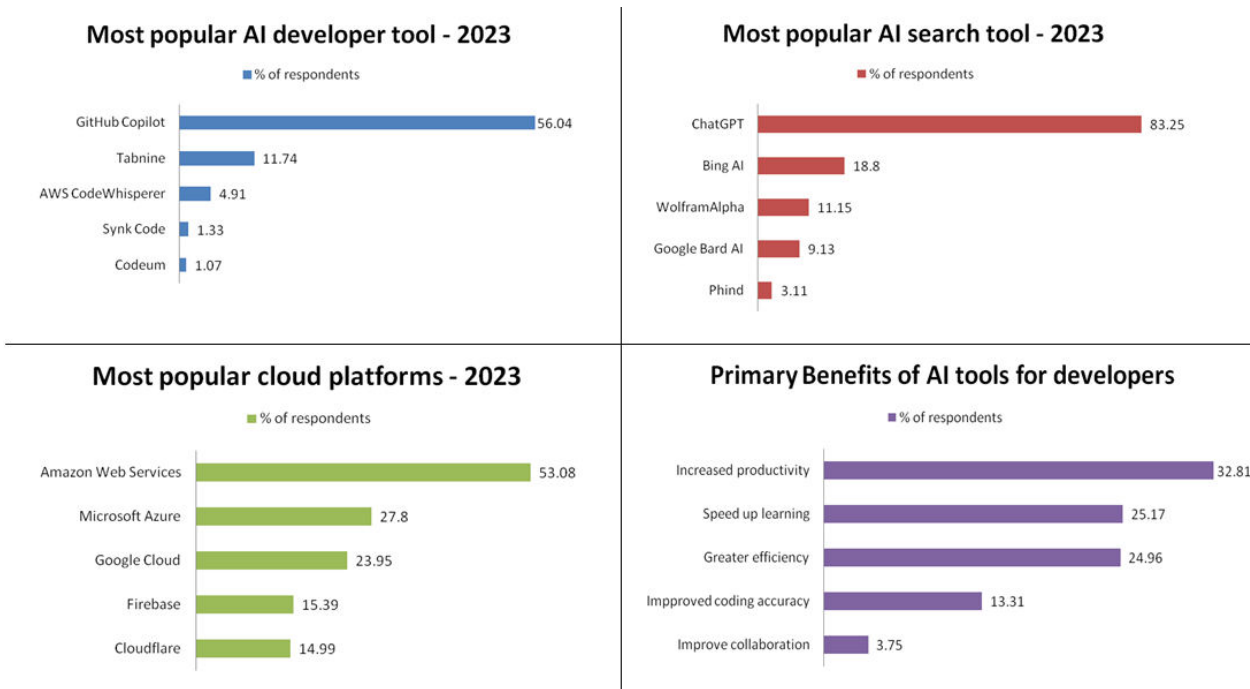 Most popular AI developer tool - 2023
% of respondents
GitHub Copilot 56.04
Tabnine 11.74
AWS CodeWhisperer 4.91
Synk Code 1.33
Codeum 1.07
Most popular AI search tool - 2023
% of respondents
ChatGPT 83.25
Bing AI 18.8
WolframAlpha 11.15
Google Bard AI 9.13
Phind 3.11
Most popular cloud platforms - 2023
% of respondents
Amazon Web Services 53.08
Microsoft Azure 27.8
Google Cloud 23.95
Firebase 15.39
Cloudflare 14.99
Primary Benefits of AI tools for developers
% of respondents
Increased productivity 32.81
Speed up learning 25.17
Greater efficiency 24.96
Impproved coding accuracy 13.31
Improve collaboration 3.75